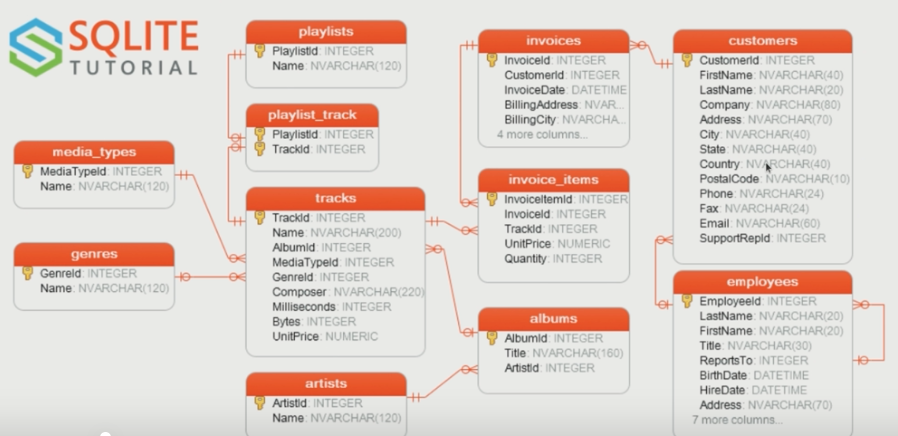 SQLITE
TUTORIAL
playlists
PlaylistId: INTEGER
Name: NVARCHAR(120)
playlist_track
PlaylistId: INTEGER
TrackId: INTEGER
media_types
MediaTypeId: INTEGER
Name: NVARCHAR(120)
genres
GenreId: INTEGER
Name: NVARCHAR(120)
tracks
TrackId: INTEGER
Name: NVARCHAR(200)
AlbumId: INTEGER
MediaTypeId: INTEGER
GenreId: INTEGER
Composer: NVARCHAR(220)
Milliseconds: INTEGER
Bytes: INTEGER
UnitPrice: NUMERIC
artists
ArtistId: INTEGER
Name: NVARCHAR(120)
invoices
InvoiceId: INTEGER
CustomerId: INTEGER
InvoiceDate: DATETIME
BillingAddress: NVAR...
BillingCity: NVARCHA...
4 more columns...
invoice_items
InvoiceItemId: INTEGER
InvoiceId: INTEGER
TrackId: INTEGER
UnitPrice: NUMERIC
Quantity: INTEGER
albums
AlbumId: INTEGER
Title: NVARCHAR(160)
ArtistId: INTEGER
customers
CustomerId: INTEGER
FirstName: NVARCHAR(40)
LastName: NVARCHAR(20)
Company: NVARCHAR(80)
Address: NVARCHAR(70)
City: NVARCHAR(40)
State: NVARCHAR(40)
Country: NVARCHAR(40)
PostalCode: NVARCHAR(10)
Phone: NVARCHAR(24)
Fax: NVARCHAR(24)
Email: NVARCHAR(60)
SupportRepId: INTEGER
employees
EmployeeId: INTEGER
LastName: NVARCHAR(20)
FirstName: NVARCHAR(20)
Title: NVARCHAR(30)
ReportsTo: INTEGER
BirthDate: DATETIME
HireDate: DATETIME
Address: NVARCHAR(70)
7 more columns...